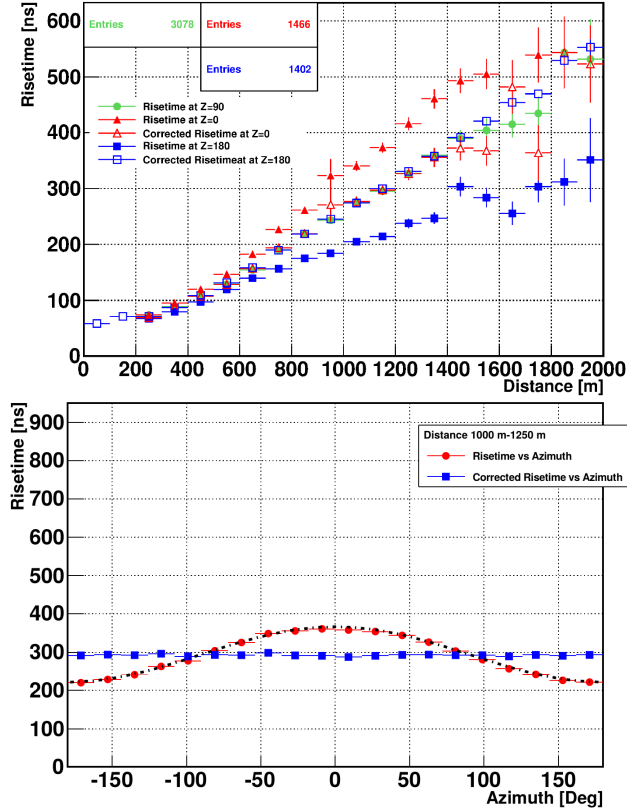 Risetime [ns]
600
500
400
300
200
100
0
Entries 3078
Entries 1466
Entries 1402
Risetime at Z=90
Risetime at Z=0
Corrected Risetime at Z=0
Risetime at Z=180
Corrected Risetimeat Z=180
0 200 400 600 800 1000 1200 1400 1600 1800 2000
Distance [m]
Risetime [ns]
900
800
700
600
500
400
300
200
100
0
Distance 1000 m-1250 m
Risetime vs Azimuth
Corrected Risetime vs Azimuth
-150 -100 -50 0 50 100 150
Azimuth [Deg]